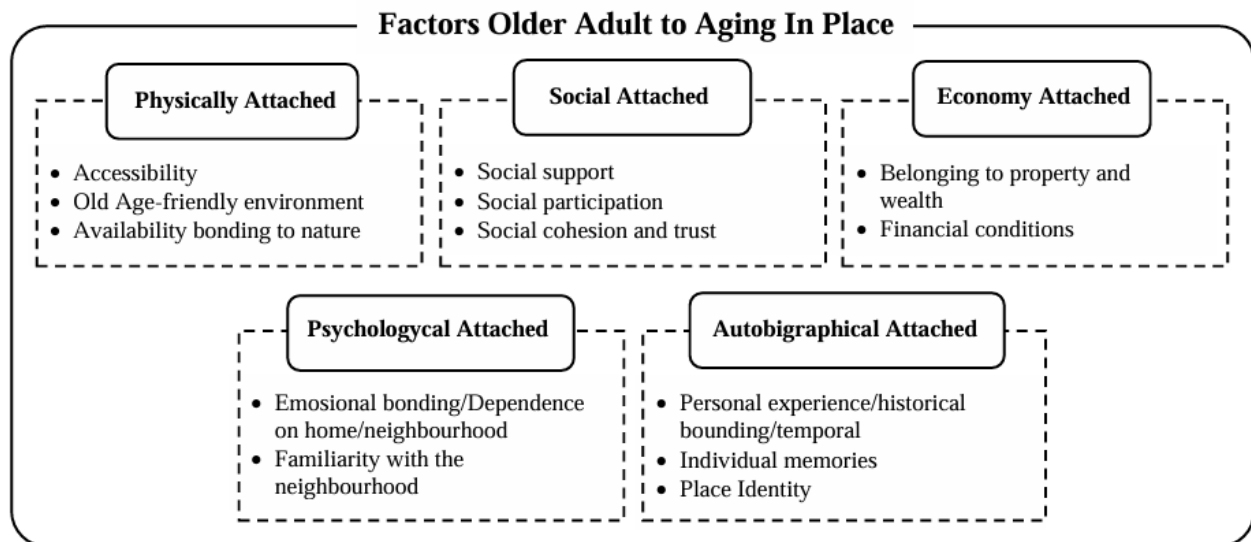 Factors Older Adult to Aging In Place
Physically Attached
• Accessibility
• Old Age-friendly environment
• Availability bonding to nature
Social Attached
• Social support
• Social participation
• Social cohesion and trust
Economy Attached
• Belonging to property and
wealth
• Financial conditions
Psychologycal Attached
• Emosional bonding/Dependence
on home/neighbourhood
• Familiarity with the
neighbourhood
Autobigraphical Attached
• Personal experience/historical
bounding/temporal
• Individual memories
• Place Identity